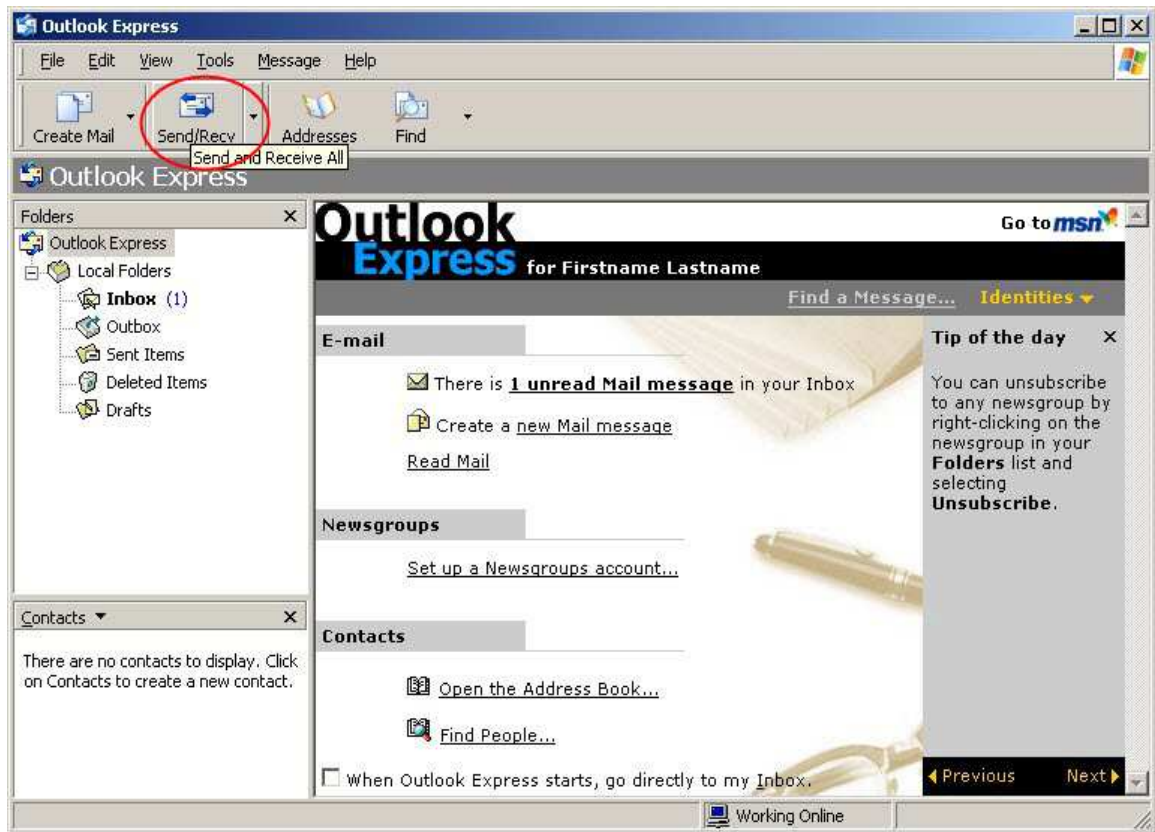 Outlook Express
File Edit View Tools Message Help
Create Mail Send/Recv Addresses Find
Send and Receive All
Outlook Express
Folders
Outlook Express
Local Folders
Inbox (1)
Outbox
Sent Items
Deleted Items
Drafts
Contacts
There are no contacts to display. Click
on Contacts to create a new contact.
Outlook
Go to msn
Express for Firstname Lastname
Find a Message... Identities
E-mail
There is 1 unread Mail message in your Inbox
Create a new Mail message
Read Mail
Newsgroups
Set up a Newsgroups account...
Contacts
Open the Address Book...
Find People...
When Outlook Express starts, go directly to my Inbox.
Tip of the day
You can unsubscribe
to any newsgroup by
right-clicking on the
newsgroup in your
Folders list and
selecting
Unsubscribe.
Previous Next
Working Online